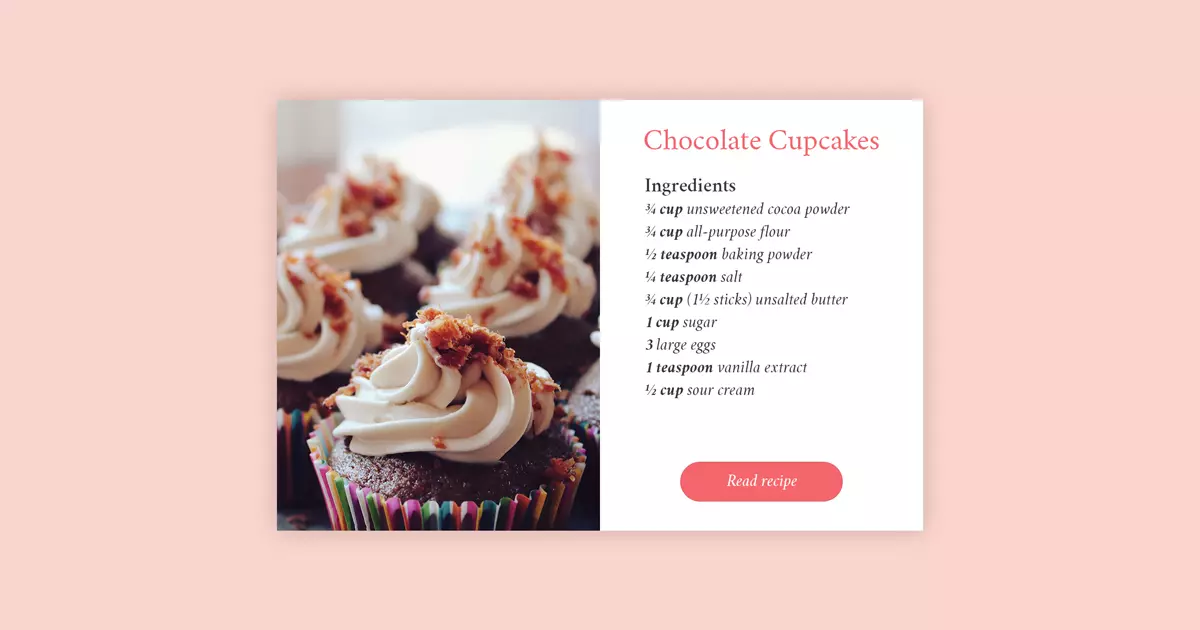 Chocolate Cupcakes
Ingredients
¾ cup unsweetened cocoa powder
¾ cup all-purpose flour
½ teaspoon baking powder
¼ teaspoon salt
¾ cup (1½ sticks) unsalted butter
1 cup sugar
3 large eggs
1 teaspoon vanilla extract
½ cup sour cream
Read recipe